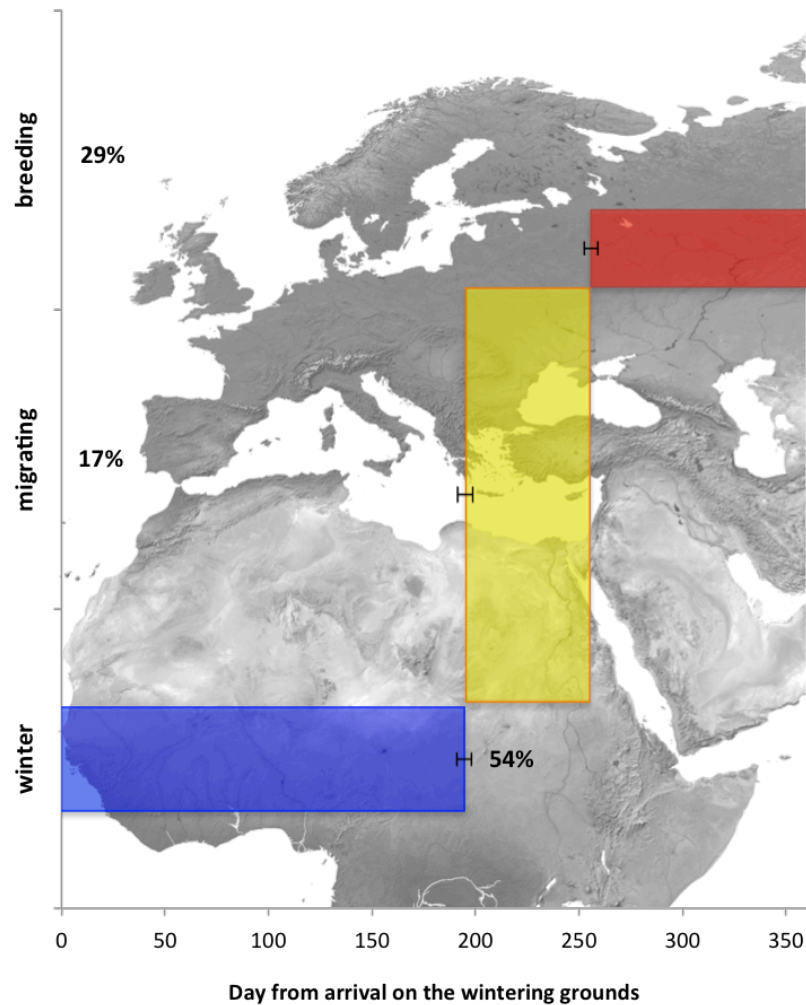 breeding
29%
migrating
17%
winter
54%
0 50 100 150 200 250 300 350
Day from arrival on the wintering grounds